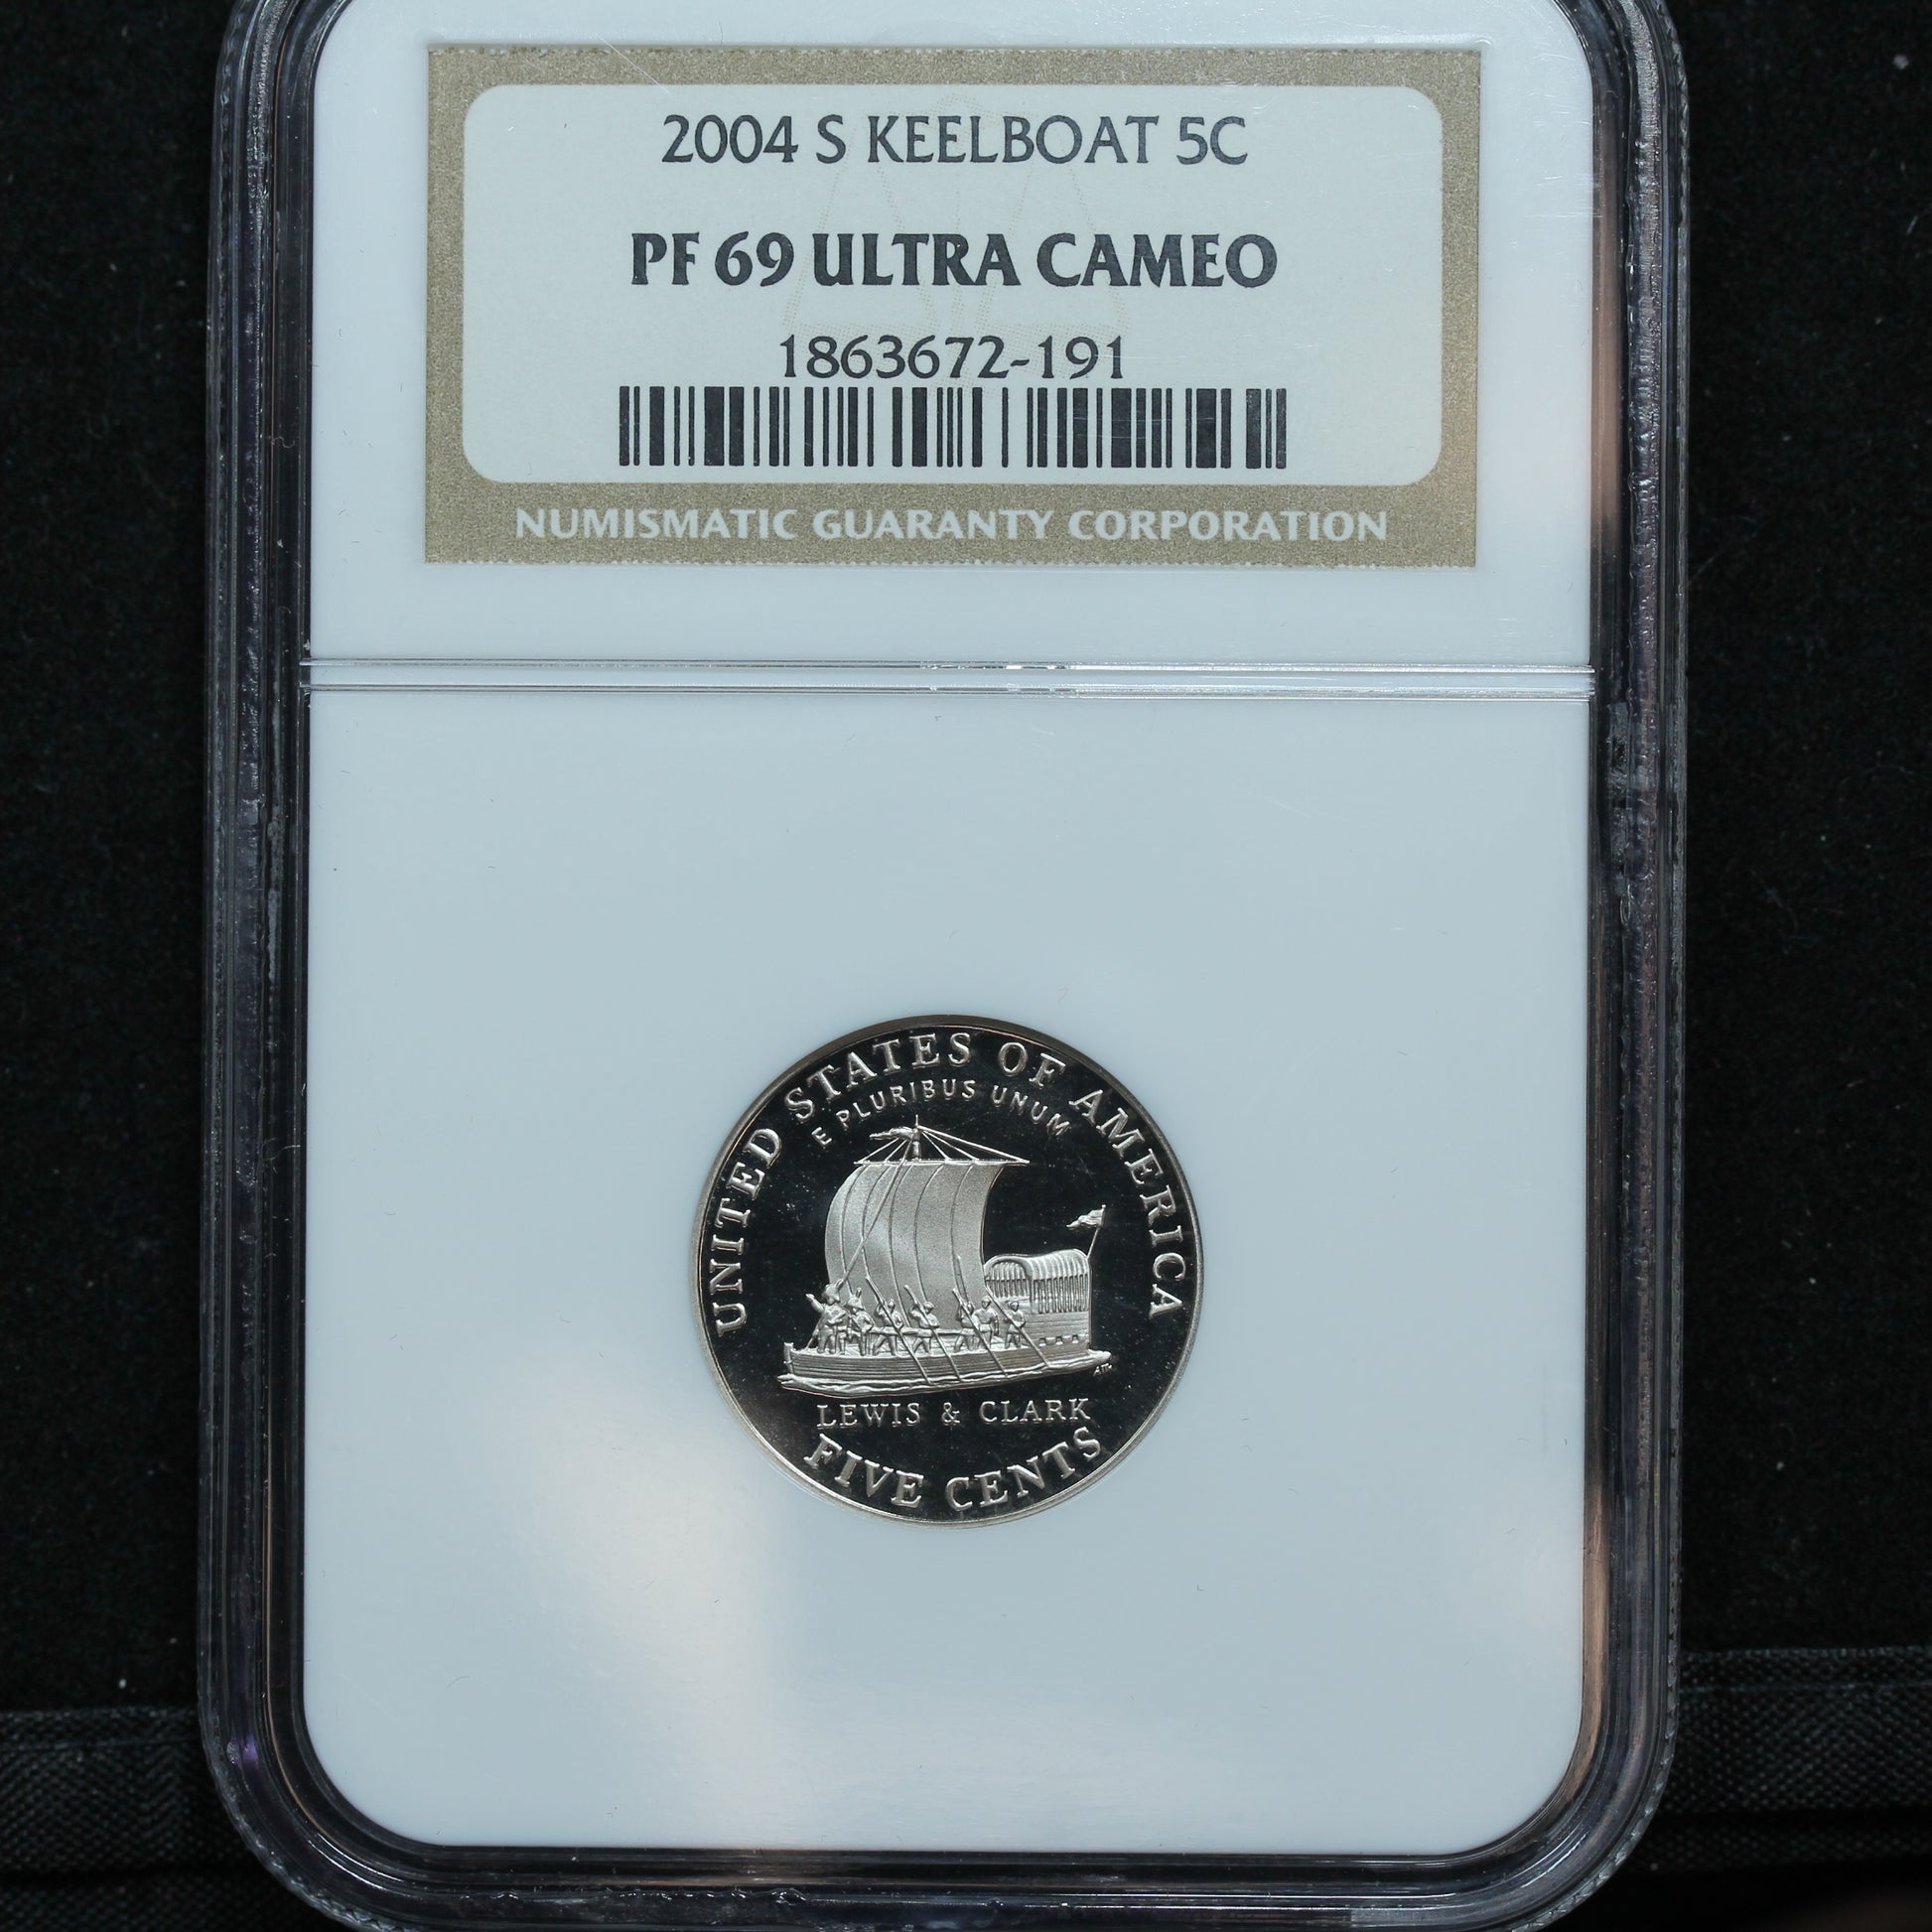 2004 S KEELBOAT 5C
PF 69 ULTRA CAMEO
1863672-191
NUMISMATIC GUARANTY CORPORATION
UNITED STATES OF AMERICA
E PLURIBUS UNUM
LEWIS & CLARK
FIVE CENTS